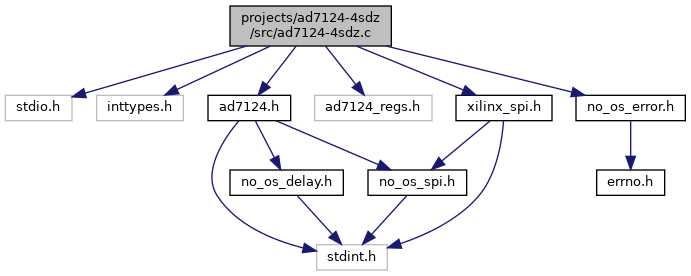 projects/ad7124-4sdz
/src/ad7124-4sdz.c
stdio.h
inttypes.h
ad7124.h
ad7124_regs.h
xilinx_spi.h
no_os_error.h
no_os_delay.h
no_os_spi.h
errno.h
stdint.h